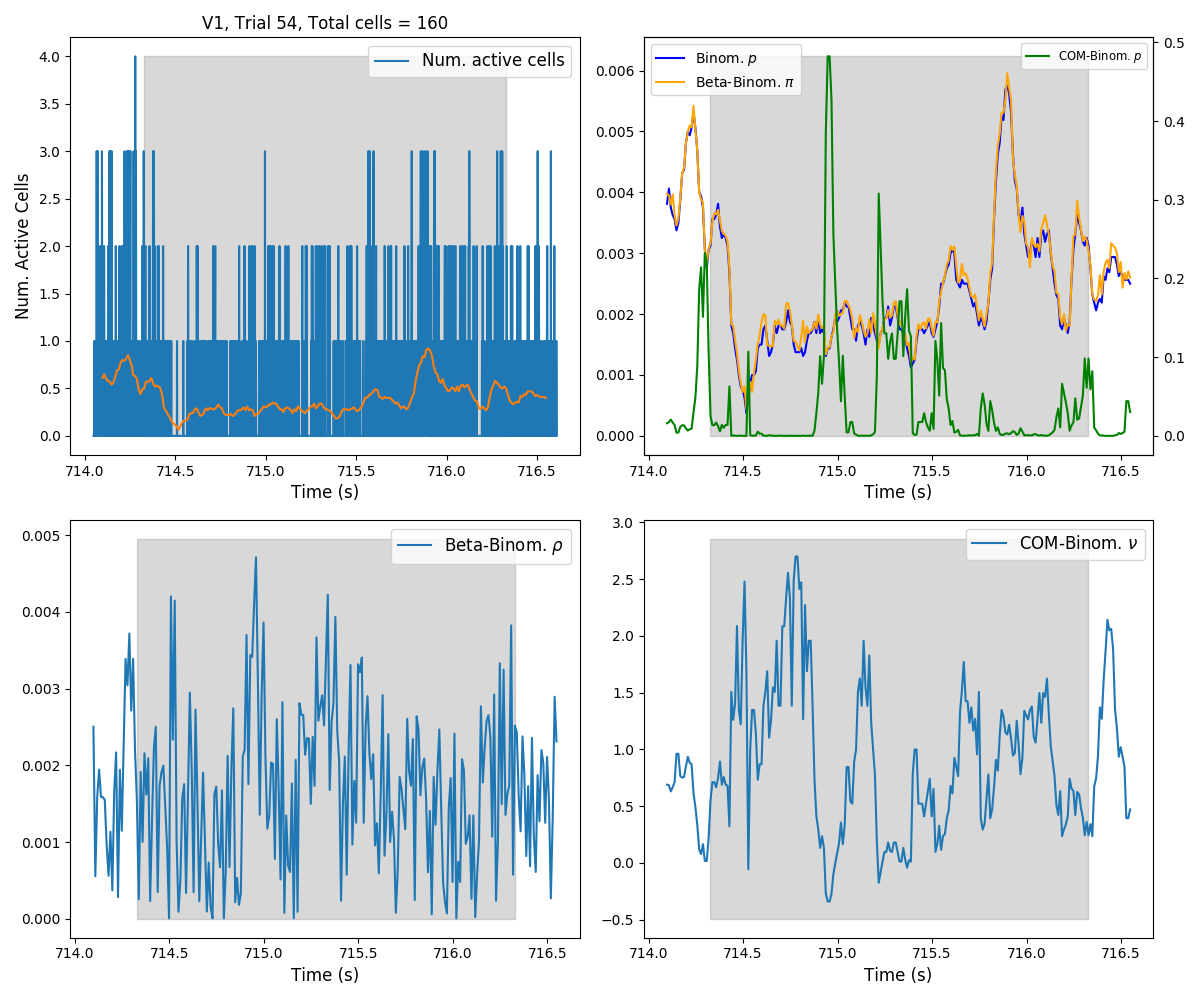 V1, Trial 54, Total cells = 160
Num. active cells
Num. Active Cells
4.0
3.5
3.0
2.5
2.0
1.5
1.0
0.5
0.0
714.0 714.5 715.0 715.5 716.0 716.5
Time (s)
Binom. p
Beta-Binom. π
COM-Binom. p
0.006
0.005
0.004
0.003
0.002
0.001
0.000
0.5
0.4
0.3
0.2
0.1
0.0
714.0 714.5 715.0 715.5 716.0 716.5
Time (s)
Beta-Binom. ρ
0.005
0.004
0.003
0.002
0.001
0.000
714.0 714.5 715.0 715.5 716.0 716.5
Time (s)
COM-Binom. ν
3.0
2.5
2.0
1.5
1.0
0.5
0.0
−0.5
714.0 714.5 715.0 715.5 716.0 716.5
Time (s)